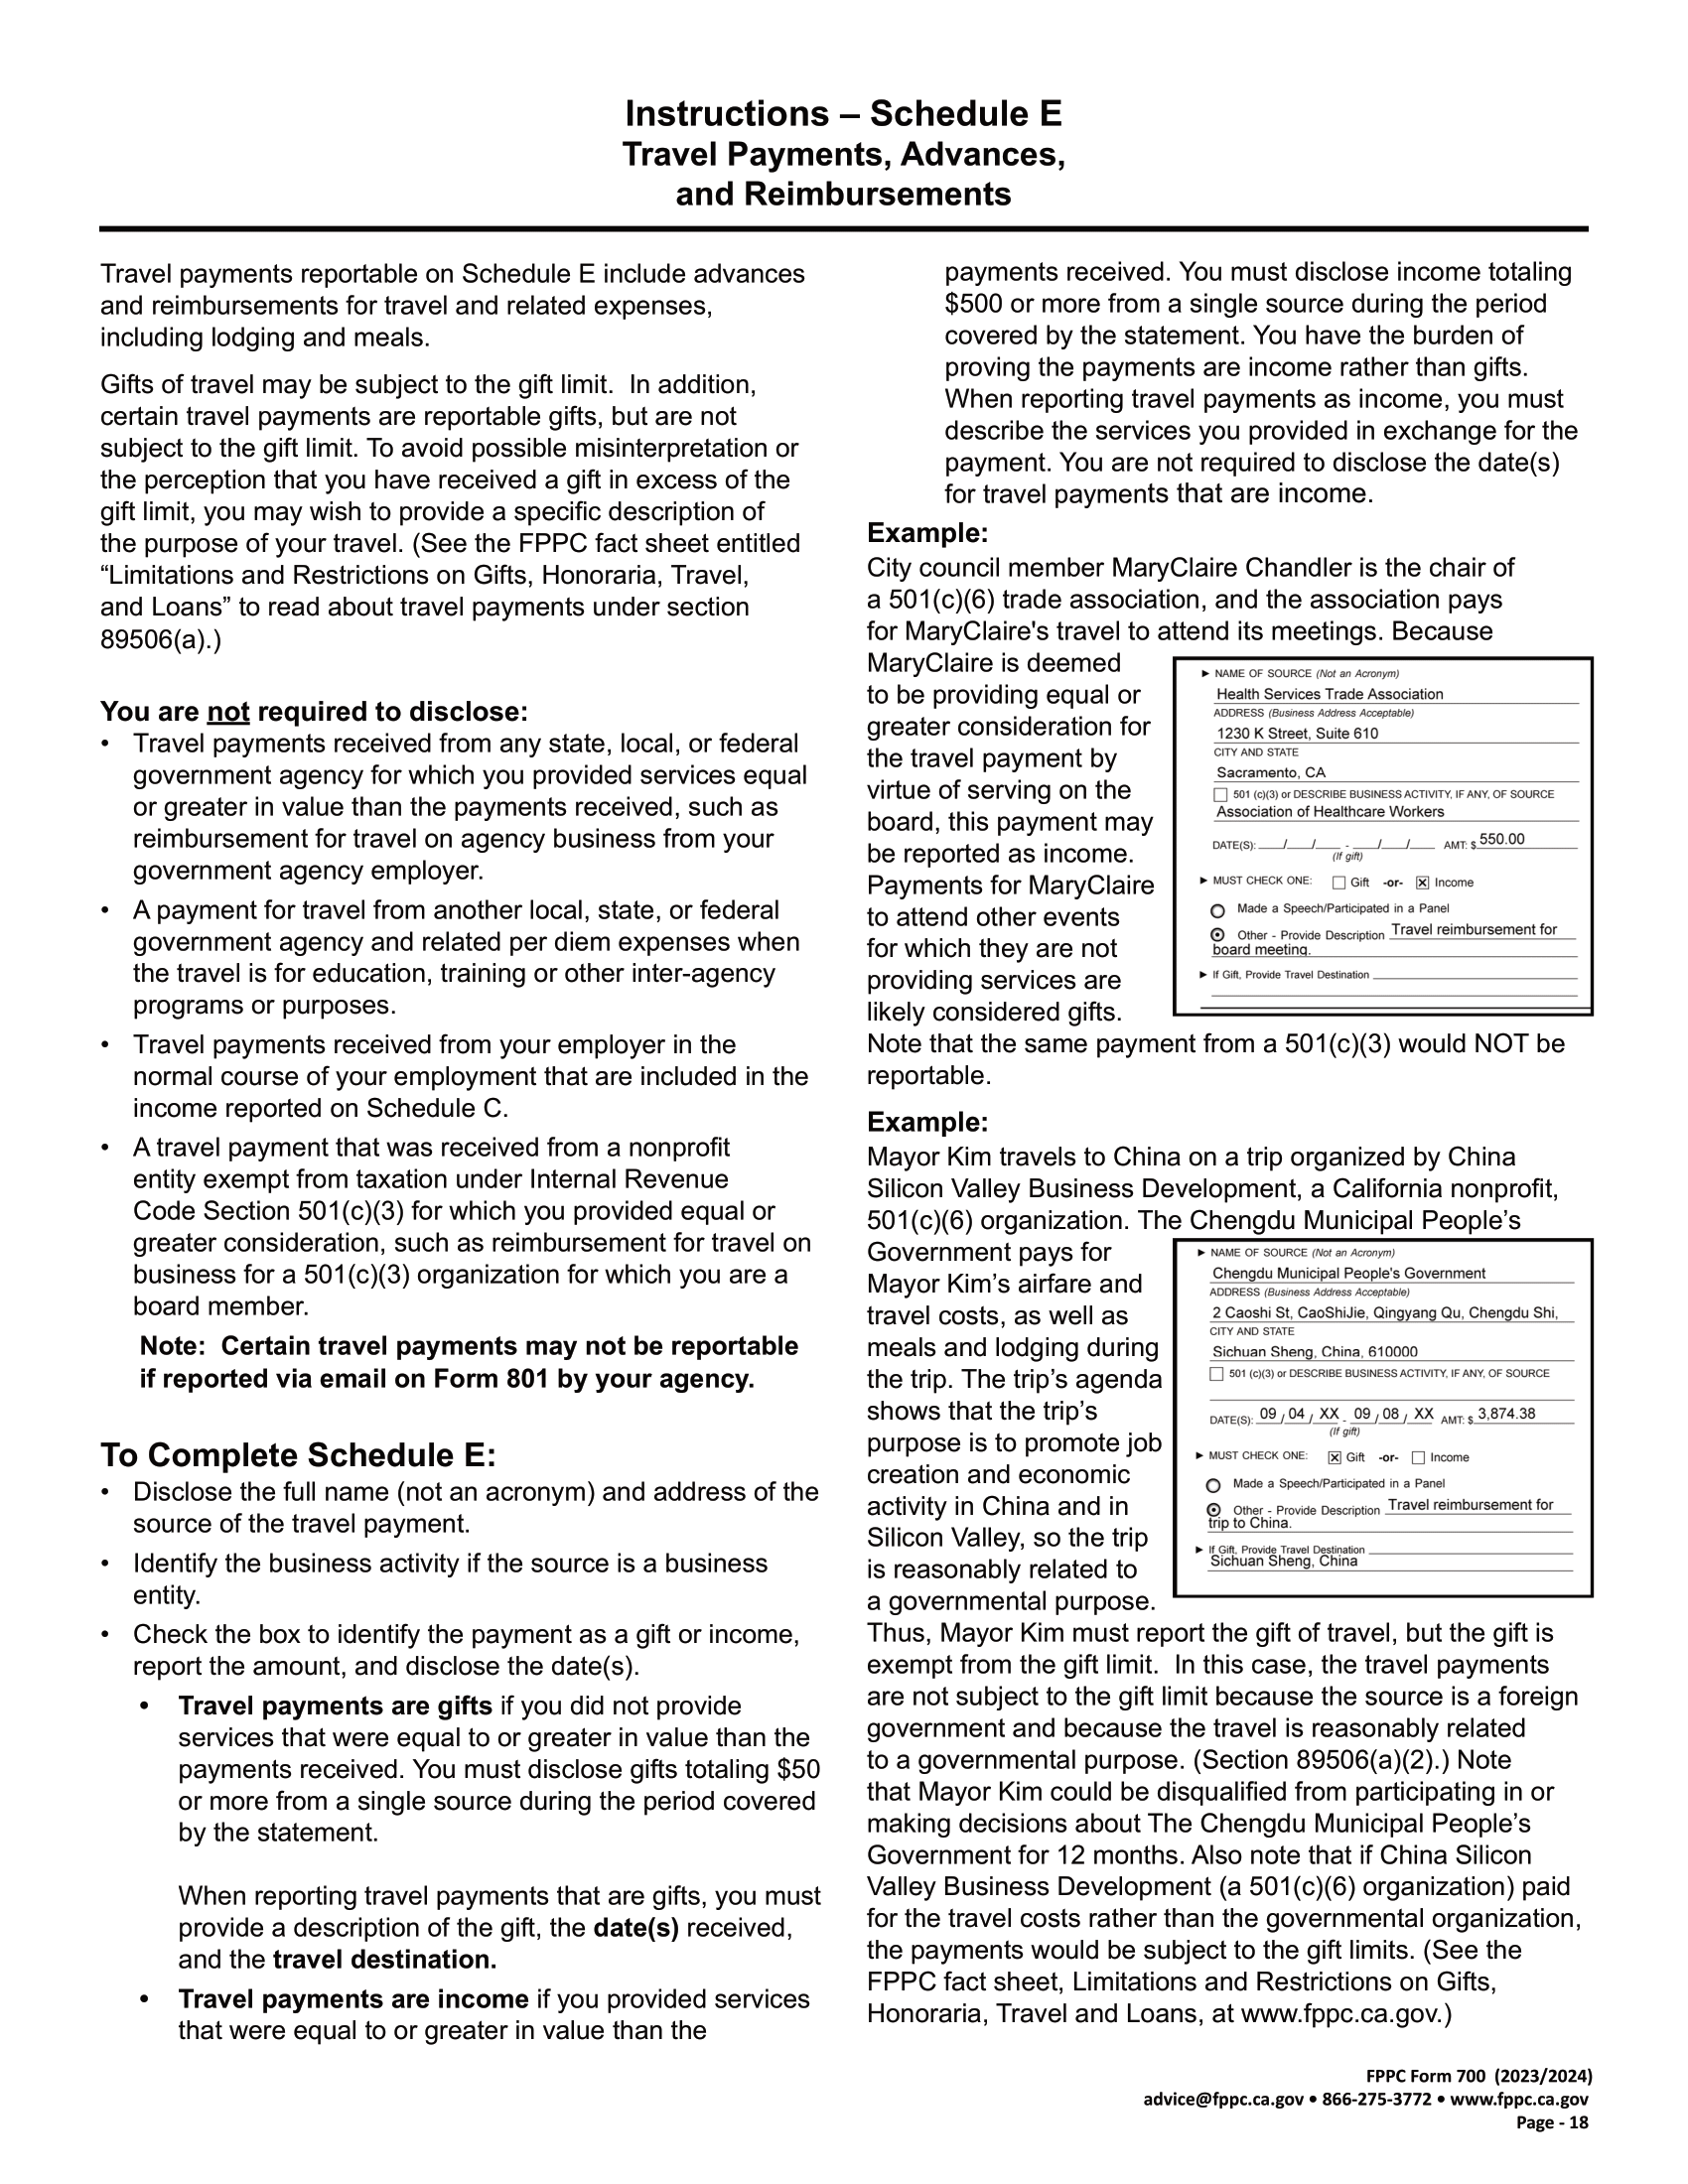 Instructions – Schedule E
Travel Payments, Advances,
and Reimbursements
Travel payments reportable on Schedule E include advances
and reimbursements for travel and related expenses,
including lodging and meals.
Gifts of travel may be subject to the gift limit.  In addition,
certain travel payments are reportable gifts, but are not
subject to the gift limit. To avoid possible misinterpretation or
the perception that you have received a gift in excess of the
gift limit, you may wish to provide a specific description of
the purpose of your travel. (See the FPPC fact sheet entitled
“Limitations and Restrictions on Gifts, Honoraria, Travel,
and Loans” to read about travel payments under section
89506(a).)
You are not required to disclose:
• Travel payments received from any state, local, or federal
government agency for which you provided services equal
or greater in value than the payments received, such as
reimbursement for travel on agency business from your
government agency employer.
• A payment for travel from another local, state, or federal
government agency and related per diem expenses when
the travel is for education, training or other inter-agency
programs or purposes.
• Travel payments received from your employer in the
normal course of your employment that are included in the
income reported on Schedule C.
• A travel payment that was received from a nonprofit
entity exempt from taxation under Internal Revenue
Code Section 501(c)(3) for which you provided equal or
greater consideration, such as reimbursement for travel on
business for a 501(c)(3) organization for which you are a
board member.
Note:  Certain travel payments may not be reportable
if reported via email on Form 801 by your agency.
To Complete Schedule E:
• Disclose the full name (not an acronym) and address of the
source of the travel payment.
• Identify the business activity if the source is a business
entity.
• Check the box to identify the payment as a gift or income,
report the amount, and disclose the date(s).
• Travel payments are gifts if you did not provide
services that were equal to or greater in value than the
payments received. You must disclose gifts totaling $50
or more from a single source during the period covered
by the statement.
When reporting travel payments that are gifts, you must
provide a description of the gift, the date(s) received,
and the travel destination.
• Travel payments are income if you provided services
that were equal to or greater in value than the
payments received. You must disclose income totaling
$500 or more from a single source during the period
covered by the statement. You have the burden of
proving the payments are income rather than gifts.
When reporting travel payments as income, you must
describe the services you provided in exchange for the
payment. You are not required to disclose the date(s)
for travel payments that are income.
Example:
City council member MaryClaire Chandler is the chair of
a 501(c)(6) trade association, and the association pays
for MaryClaire's travel to attend its meetings. Because
MaryClaire is deemed
to be providing equal or
greater consideration for
the travel payment by
virtue of serving on the
board, this payment may
be reported as income.
Payments for MaryClaire
to attend other events
for which they are not
providing services are
likely considered gifts.
Note that the same payment from a 501(c)(3) would NOT be
reportable.
► NAME OF SOURCE (Not an Acronym)
Health Services Trade Association
ADDRESS (Business Address Acceptable)
1230 K Street, Suite 610
CITY AND STATE
Sacramento, CA
501 (c)(3) or DESCRIBE BUSINESS ACTIVITY, IF ANY, OF SOURCE
Association of Healthcare Workers
DATE(S): ___/___/___ - ___/___/___ AMT: $ 550.00
(If gift)
► MUST CHECK ONE: ☐ Gift -or- ☒ Income
Made a Speech/Participated in a Panel
Other - Provide Description Travel reimbursement for
board meeting.
► If Gift, Provide Travel Destination
Example:
Mayor Kim travels to China on a trip organized by China
Silicon Valley Business Development, a California nonprofit,
501(c)(6) organization. The Chengdu Municipal People’s
Government pays for
Mayor Kim’s airfare and
travel costs, as well as
meals and lodging during
the trip. The trip’s agenda
shows that the trip’s
purpose is to promote job
creation and economic
activity in China and in
Silicon Valley, so the trip
is reasonably related to
a governmental purpose.
Thus, Mayor Kim must report the gift of travel, but the gift is
exempt from the gift limit.  In this case, the travel payments
are not subject to the gift limit because the source is a foreign
government and because the travel is reasonably related
to a governmental purpose. (Section 89506(a)(2).) Note
that Mayor Kim could be disqualified from participating in or
making decisions about The Chengdu Municipal People’s
Government for 12 months. Also note that if China Silicon
Valley Business Development (a 501(c)(6) organization) paid
for the travel costs rather than the governmental organization,
the payments would be subject to the gift limits. (See the
FPPC fact sheet, Limitations and Restrictions on Gifts,
Honoraria, Travel and Loans, at www.fppc.ca.gov.)
► NAME OF SOURCE (Not an Acronym)
Chengdu Municipal People's Government
ADDRESS (Business Address Acceptable)
2 Caoshi St, CaoShiJie, Qingyang Qu, Chengdu Shi,
CITY AND STATE
Sichuan Sheng, China, 610000
501 (c)(3) or DESCRIBE BUSINESS ACTIVITY, IF ANY, OF SOURCE
DATE(S): 09 / 04 / XX - 09 / 08 / XX AMT: $ 3,874.38
(If gift)
► MUST CHECK ONE: ☒ Gift -or- ☐ Income
Made a Speech/Participated in a Panel
Other - Provide Description Travel reimbursement for
trip to China.
► If Gift, Provide Travel Destination
Sichuan Sheng, China
FPPC Form 700  (2023/2024)
advice@fppc.ca.gov • 866-275-3772 • www.fppc.ca.gov
Page - 18